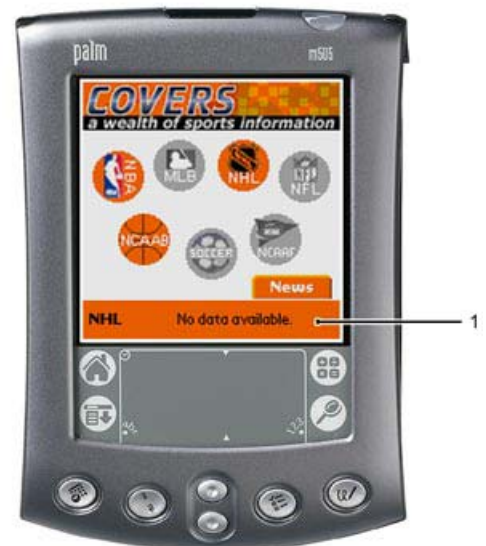 palm m505
COVERS
a wealth of sports information
NBA MLB NHL NFL
NCAAB SOCCER NCAAF
News
NHL No data available.
1